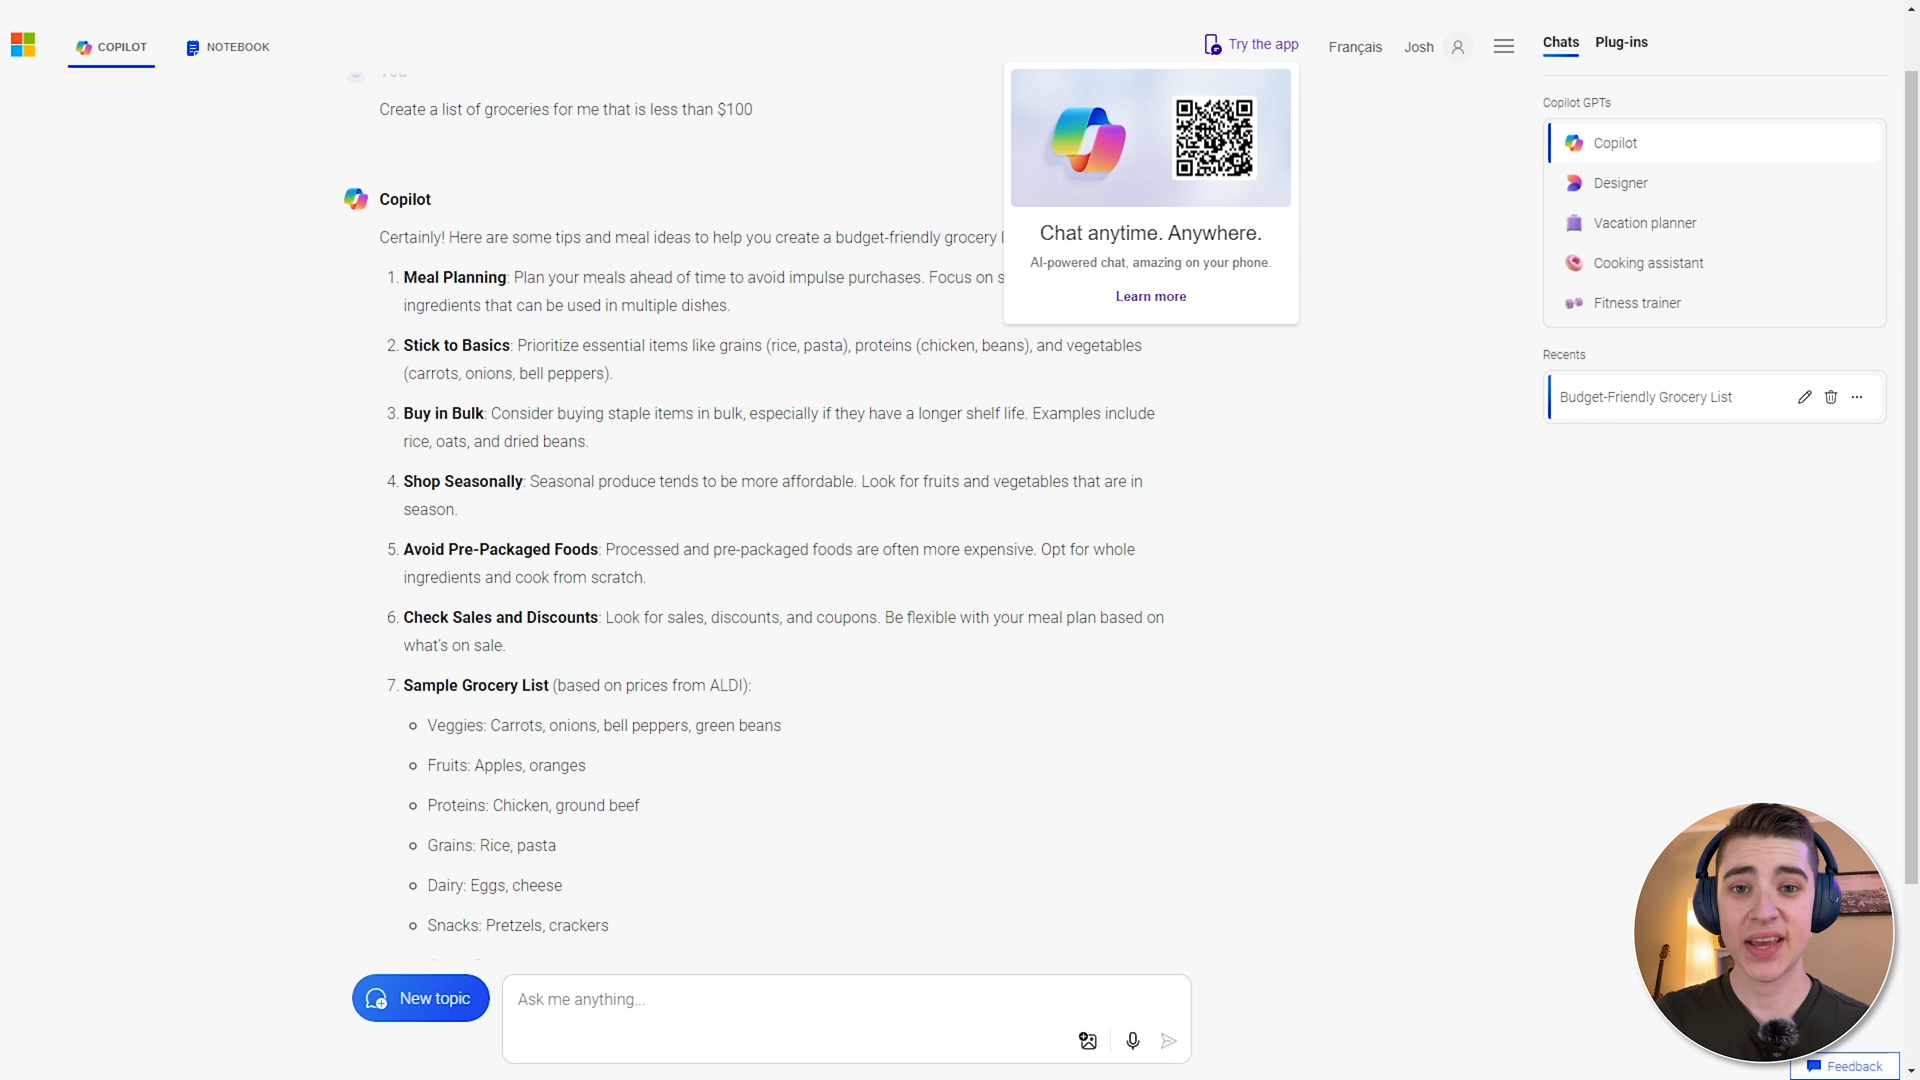 COPILOT
NOTEBOOK
Try the app
Français
Josh
Chats
Plug-ins
You
Create a list of groceries for me that is less than $100
Chat anytime. Anywhere.
AI-powered chat, amazing on your phone.
Learn more
Copilot
Certainly! Here are some tips and meal ideas to help you create a budget-friendly grocery
1. Meal Planning: Plan your meals ahead of time to avoid impulse purchases. Focus on
ingredients that can be used in multiple dishes.
2. Stick to Basics: Prioritize essential items like grains (rice, pasta), proteins (chicken, beans), and vegetables
(carrots, onions, bell peppers).
3. Buy in Bulk: Consider buying staple items in bulk, especially if they have a longer shelf life. Examples include
rice, oats, and dried beans.
4. Shop Seasonally: Seasonal produce tends to be more affordable. Look for fruits and vegetables that are in
season.
5. Avoid Pre-Packaged Foods: Processed and pre-packaged foods are often more expensive. Opt for whole
ingredients and cook from scratch.
6. Check Sales and Discounts: Look for sales, discounts, and coupons. Be flexible with your meal plan based on
what's on sale.
7. Sample Grocery List (based on prices from ALDI):
Veggies: Carrots, onions, bell peppers, green beans
Fruits: Apples, oranges
Proteins: Chicken, ground beef
Grains: Rice, pasta
Dairy: Eggs, cheese
Snacks: Pretzels, crackers
New topic
Ask me anything...
Copilot GPTs
Copilot
Designer
Vacation planner
Cooking assistant
Fitness trainer
Recents
Budget-Friendly Grocery List
Feedback